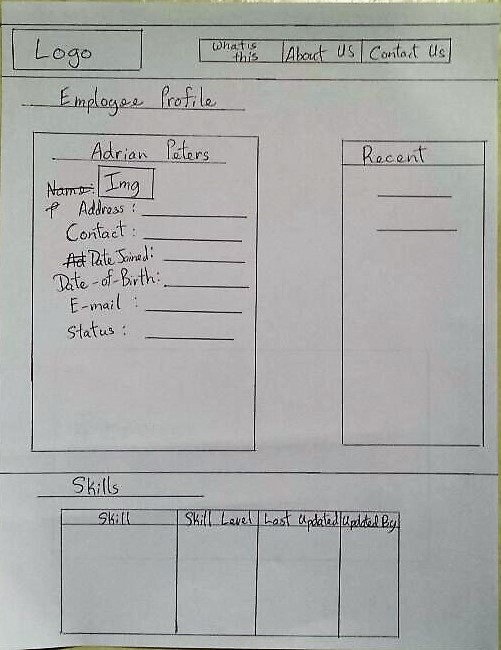 Logo
What is this
About Us
Contact Us
Employee Profile
Adrian Peters
Name:
Img
Address :
Contact :
Date Joined:
Date-of-Birth:
E-mail :
Status :
Recent
Skills
Skill
Skill Level
Last Updated
Updated By